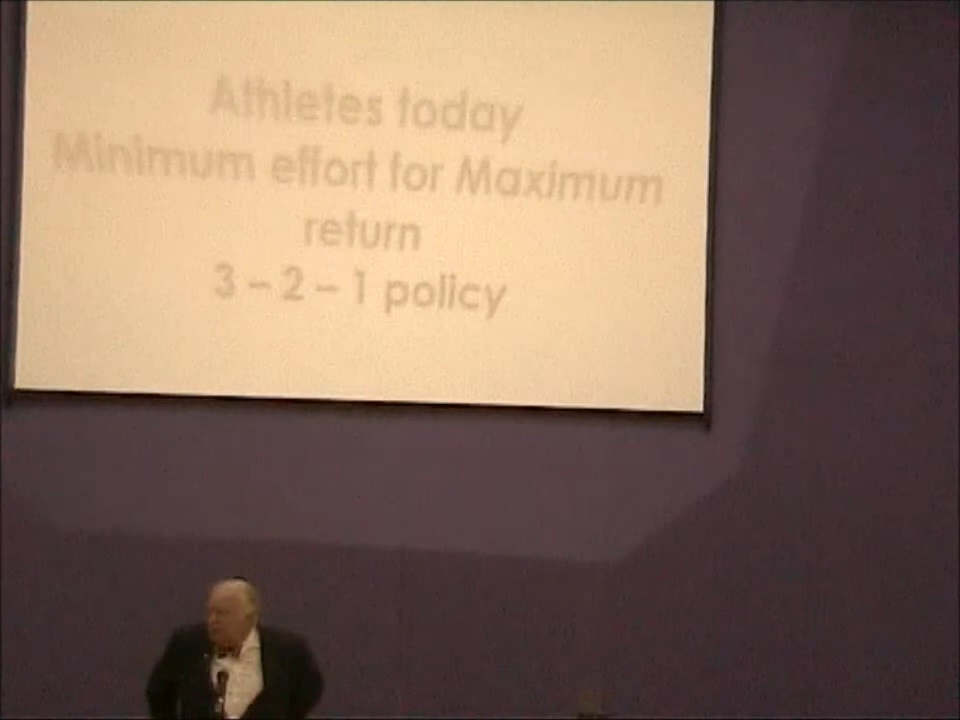 Athletes today
Minimum effort for Maximum
return
3 – 2 – 1 policy